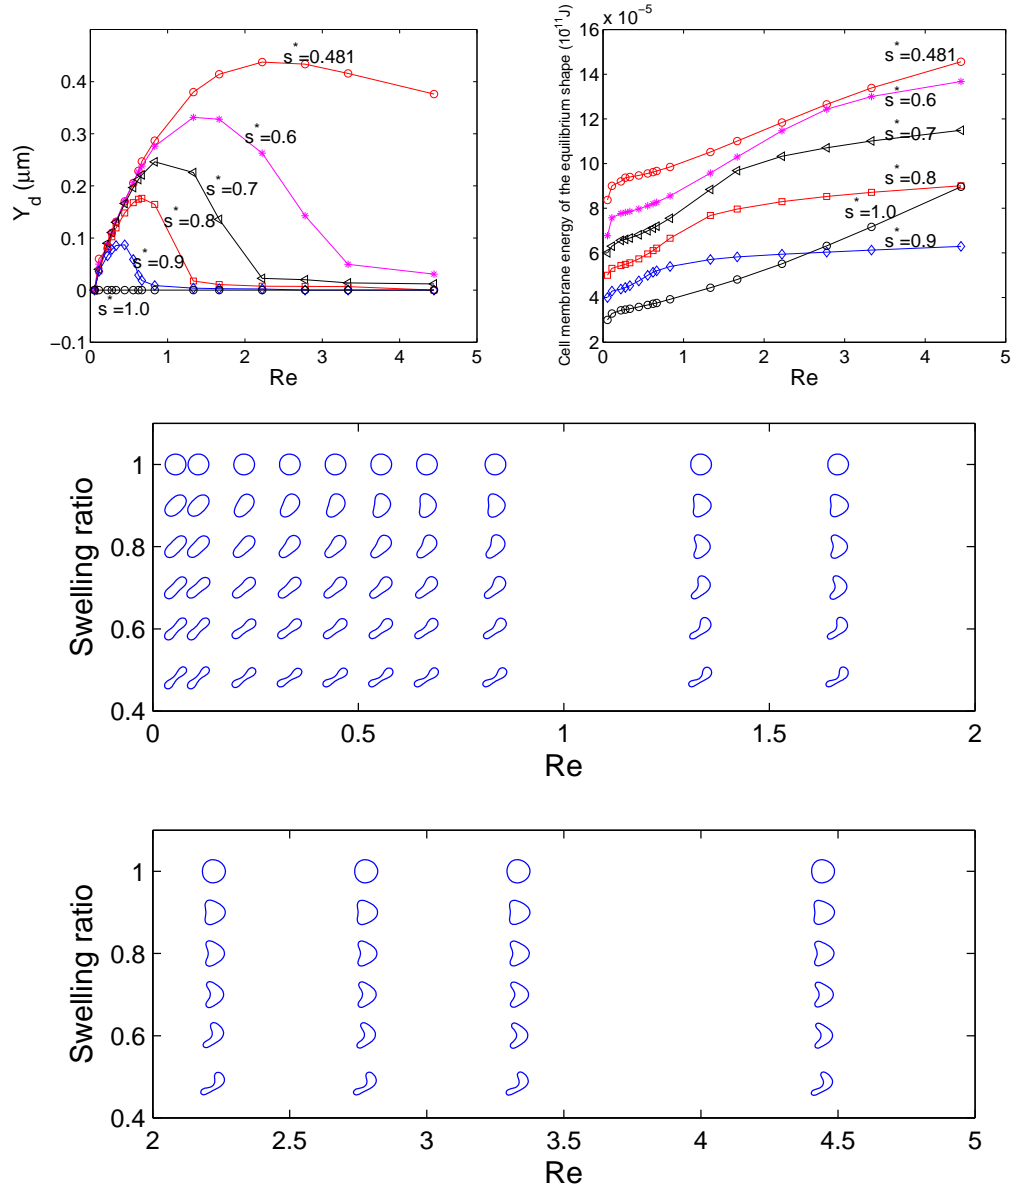 Y_d (μm)
0.4
0.3
0.2
0.1
0
−0.1
s*=0.481
s*=0.6
s*=0.7
s*=0.8
s*=0.9
s*=1.0
0 1 2 3 4 5
Re
Cell membrane energy of the equilibrium shape (10^11J)
x 10^-5
16
14
12
10
8
6
4
2
s*=0.481
s*=0.6
s*=0.7
s*=0.8
s*=1.0
s*=0.9
0 1 2 3 4 5
Re
Swelling ratio
1
0.8
0.6
0.4
0 0.5 1 1.5 2
Re
Swelling ratio
1
0.8
0.6
0.4
2 2.5 3 3.5 4 4.5 5
Re